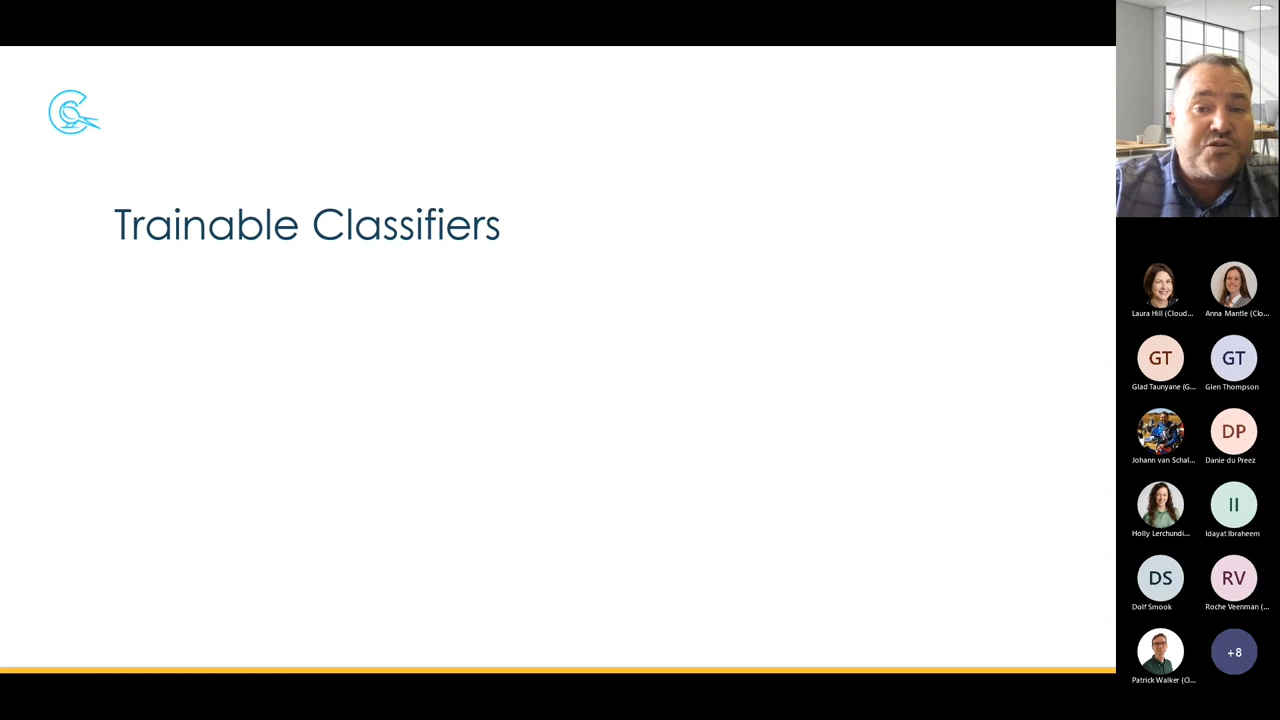 Trainable Classifiers
Laura Hill (Cloud...
Anna Mantle (Clo...
GT
GT
Glad Taunyane (G...
Glen Thompson
DP
Johann van Schal...
Danie du Preez
II
Holly Lerchundi...
Idayat Ibraheem
DS
RV
Dolf Smook
Roche Veenman (...
+8
Patrick Walker (Cl...